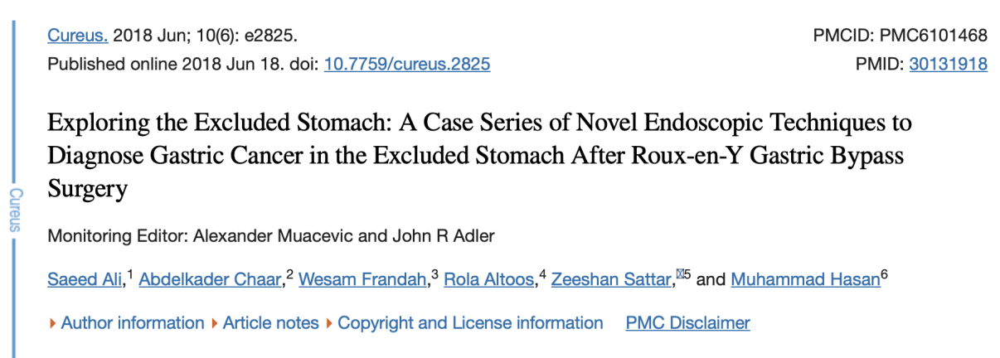 Cureus. 2018 Jun; 10(6): e2825.
PMCID: PMC6101468
Published online 2018 Jun 18. doi: 10.7759/cureus.2825
PMID: 30131918
Exploring the Excluded Stomach: A Case Series of Novel Endoscopic Techniques to
Diagnose Gastric Cancer in the Excluded Stomach After Roux-en-Y Gastric Bypass
Surgery
Cureus
Monitoring Editor: Alexander Muacevic and John R Adler
Saeed Ali,1 Abdelkader Chaar,2 Wesam Frandah,3 Rola Altoos,4 Zeeshan Sattar,5 and Muhammad Hasan6
Author information Article notes Copyright and License information PMC Disclaimer